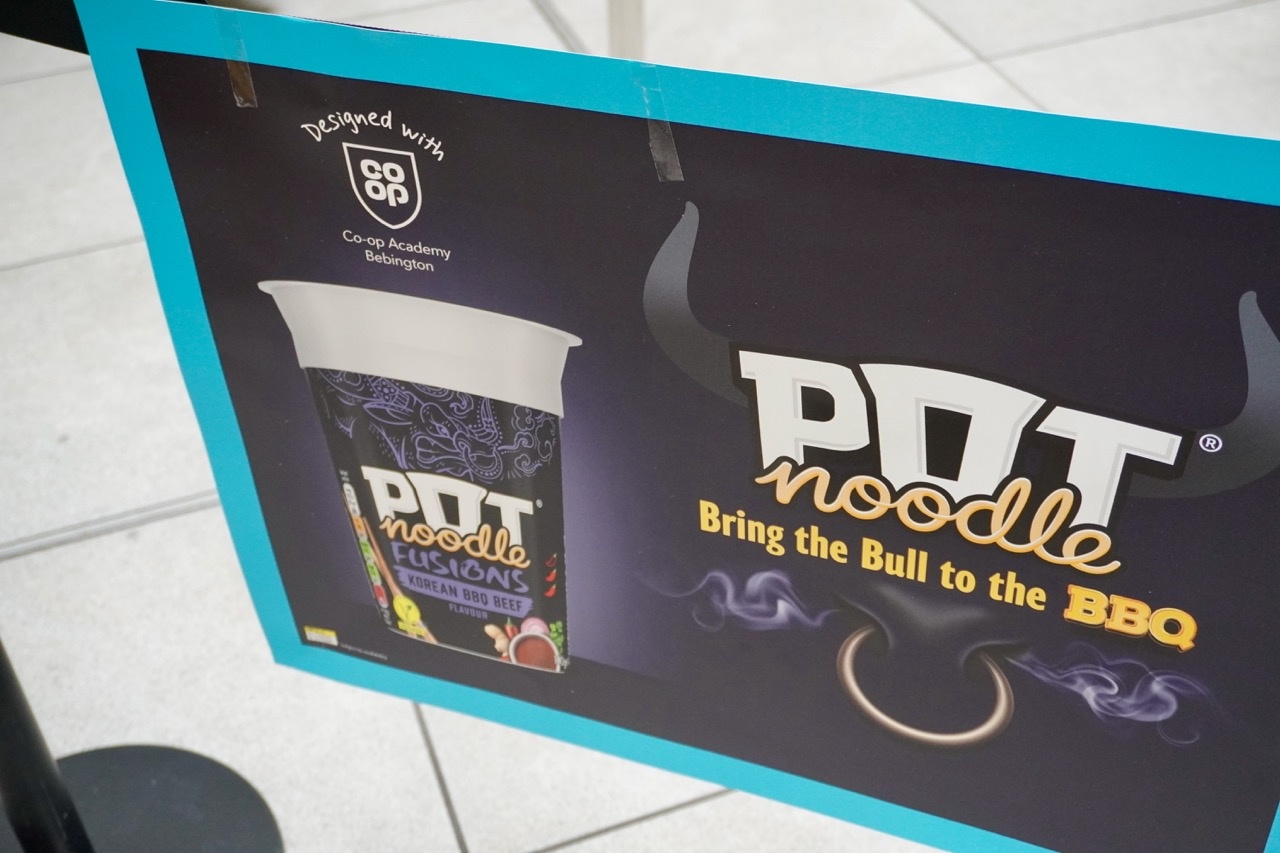 Designed with
CO
OP
Co-op Academy
Bebington
POT
noodle
FUSIONS
KOREAN BBQ BEEF
FLAVOUR
POT®
noodle
Bring the Bull to the BBQ